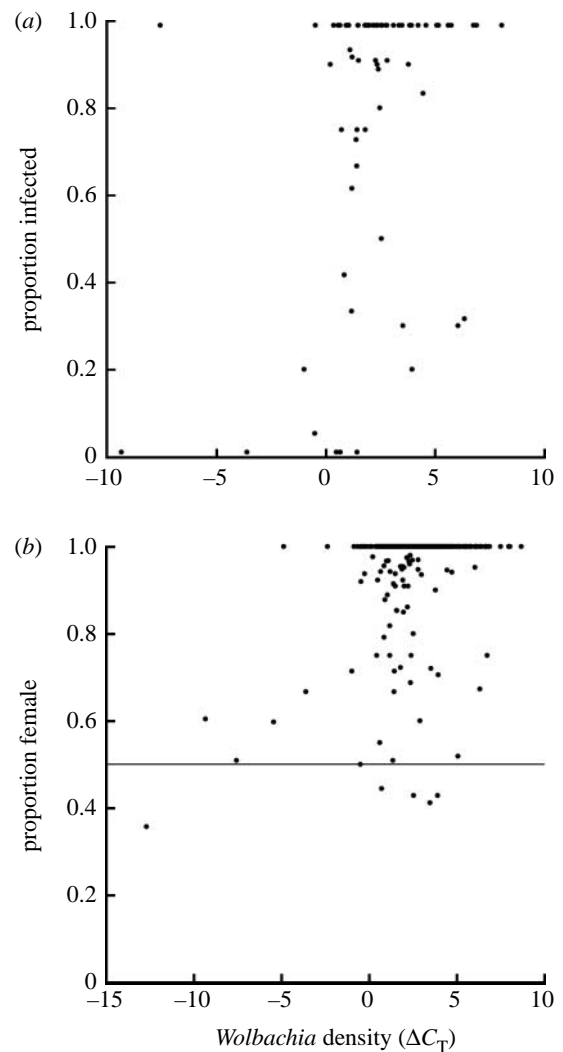 (a)
1.0
0.8
0.6
0.4
0.2
0
proportion infected
–10 –5 0 5 10
(b)
1.0
0.8
0.6
0.4
0.2
0
proportion female
–15 –10 –5 0 5 10
Wolbachia density (ΔCT)